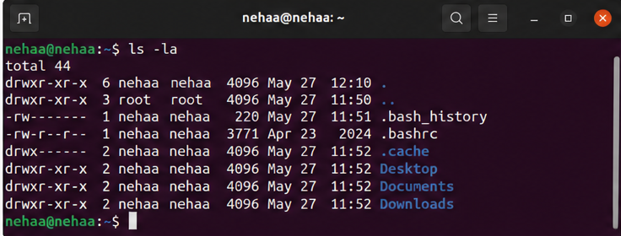 nehaa@nehaa: ~
nehaa@nehaa:~$ ls -la
total 44
drwxr-xr-x 6 nehaa nehaa 4096 May 27 12:10 .
drwxr-xr-x 3 root root 4096 May 27 11:50 ..
-rw------- 1 nehaa nehaa 220 May 27 11:51 .bash_history
-rw-r--r-- 1 nehaa nehaa 3771 Apr 23 2024 .bashrc
drwx------ 2 nehaa nehaa 4096 May 27 11:52 .cache
drwxr-xr-x 2 nehaa nehaa 4096 May 27 11:52 Desktop
drwxr-xr-x 2 nehaa nehaa 4096 May 27 11:52 Documents
drwxr-xr-x 2 nehaa nehaa 4096 May 27 11:52 Downloads
nehaa@nehaa:~$